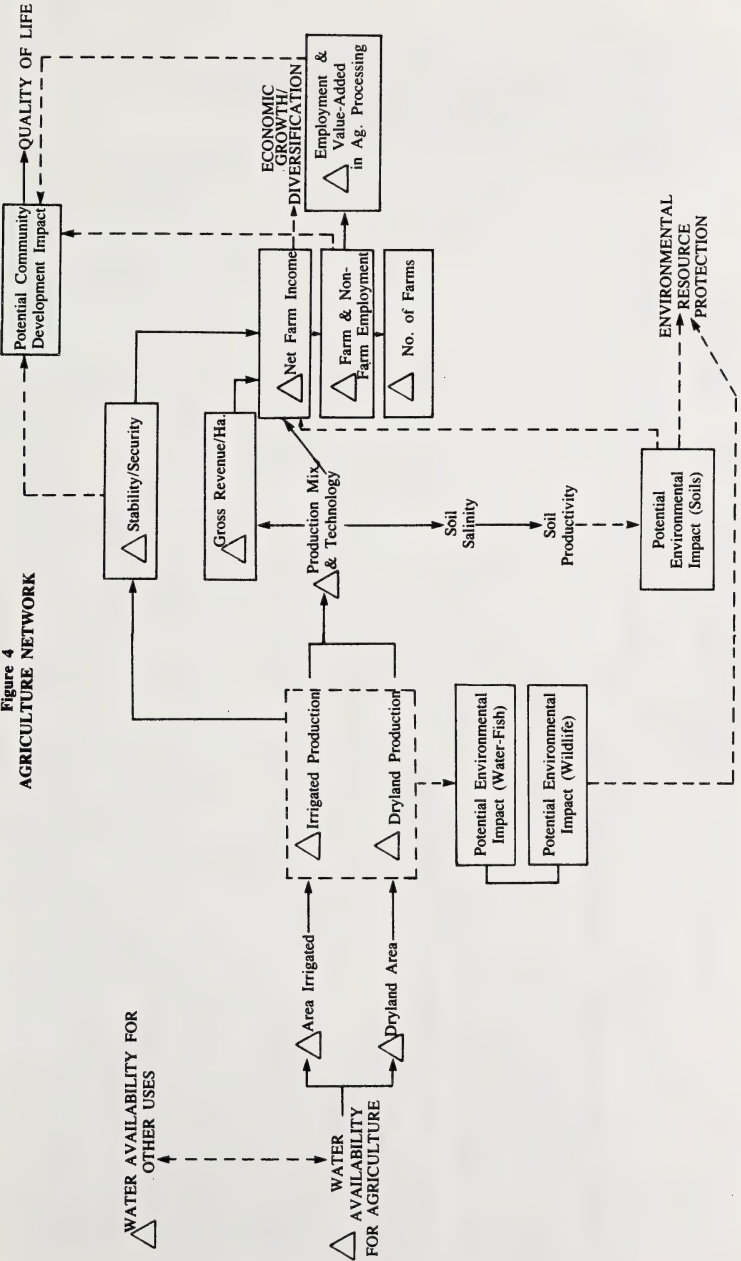 Figure 4
AGRICULTURE NETWORK
WATER AVAILABILITY FOR
OTHER USES
WATER
AVAILABILITY
FOR AGRICULTURE
Area Irrigated
Dryland Area
Irrigated Production
Dryland Production
Potential Environmental
Impact (Water-Fish)
Potential Environmental
Impact (Wildlife)
Production Mix
& Technology
Stability/Security
Gross Revenue/Ha.
Soil
Salinity
Soil
Productivity
Potential
Environmental
Impact (Soils)
Net Farm Income
Farm & Non-
Farm Employment
No. of Farms
Potential Community
Development Impact
QUALITY OF LIFE
ECONOMIC
GROWTH/
DIVERSIFICATION
Employment &
Value-Added
in Ag. Processing
ENVIRONMENTAL
RESOURCE
PROTECTION